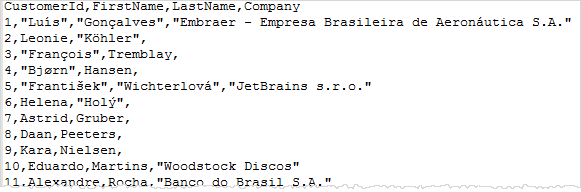 CustomerId,FirstName,LastName,Company
1,"Luís","Gonçalves","Embraer - Empresa Brasileira de Aeronáutica S.A."
2,Leonie,"Köhler",
3,"François",Tremblay,
4,"Bjørn",Hansen,
5,"František","Wichterlová","JetBrains s.r.o."
6,Helena,"Holý",
7,Astrid,Gruber,
8,Daan,Peeters,
9,Kara,Nielsen,
10,Eduardo,Martins,"Woodstock Discos"
11,Alexandre,Rocha,"Banco do Brasil S.A."